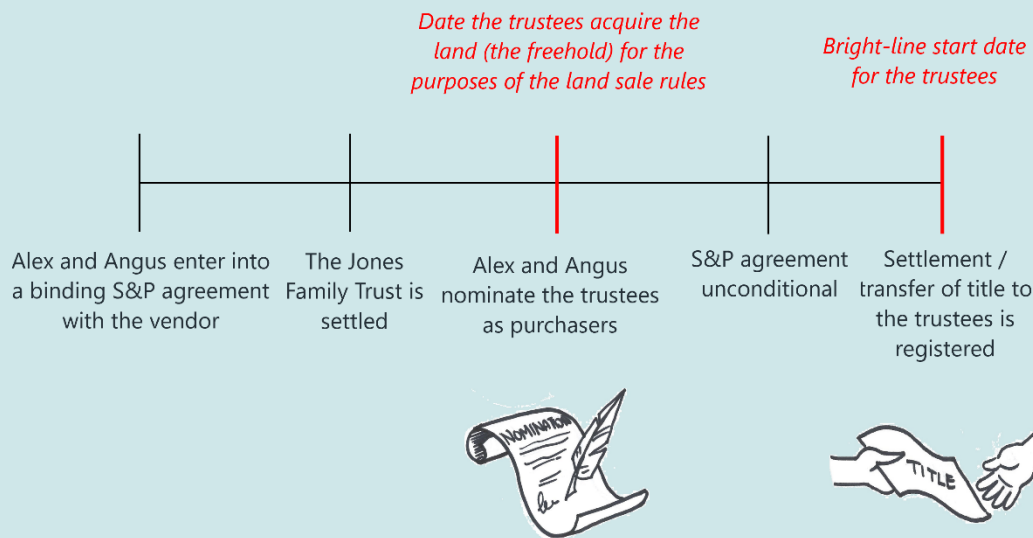 Date the trustees acquire the
land (the freehold) for the
purposes of the land sale rules
Bright-line start date
for the trustees
Alex and Angus enter into
a binding S&P agreement
with the vendor
The Jones
Family Trust is
settled
Alex and Angus
nominate the trustees
as purchasers
S&P agreement
unconditional
Settlement /
transfer of title to
the trustees is
registered
NOMINATION
TITLE